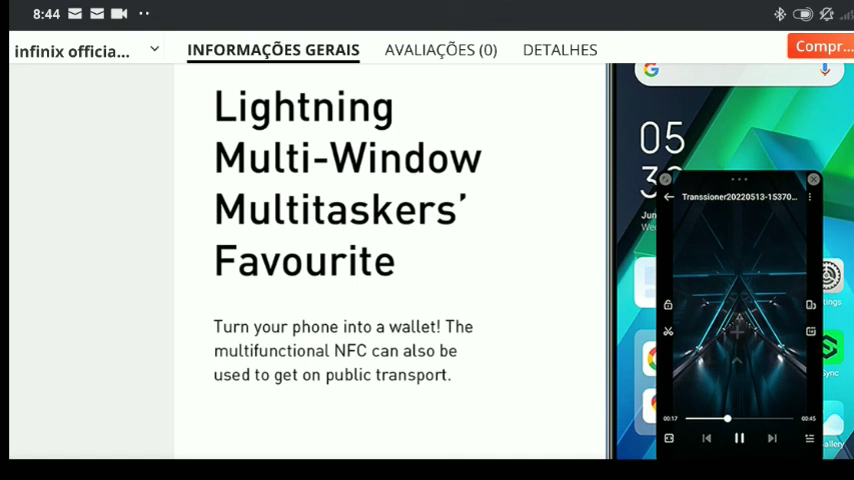 8:44
infinix officia...
INFORMAÇÕES GERAIS
AVALIAÇÕES (0)
DETALHES
Compr...
Lightning
Multi-Window
Multitaskers'
Favourite
Turn your phone into a wallet! The
multifunctional NFC can also be
used to get on public transport.
05
Transsioner20220513-15370...
00:17
00:45